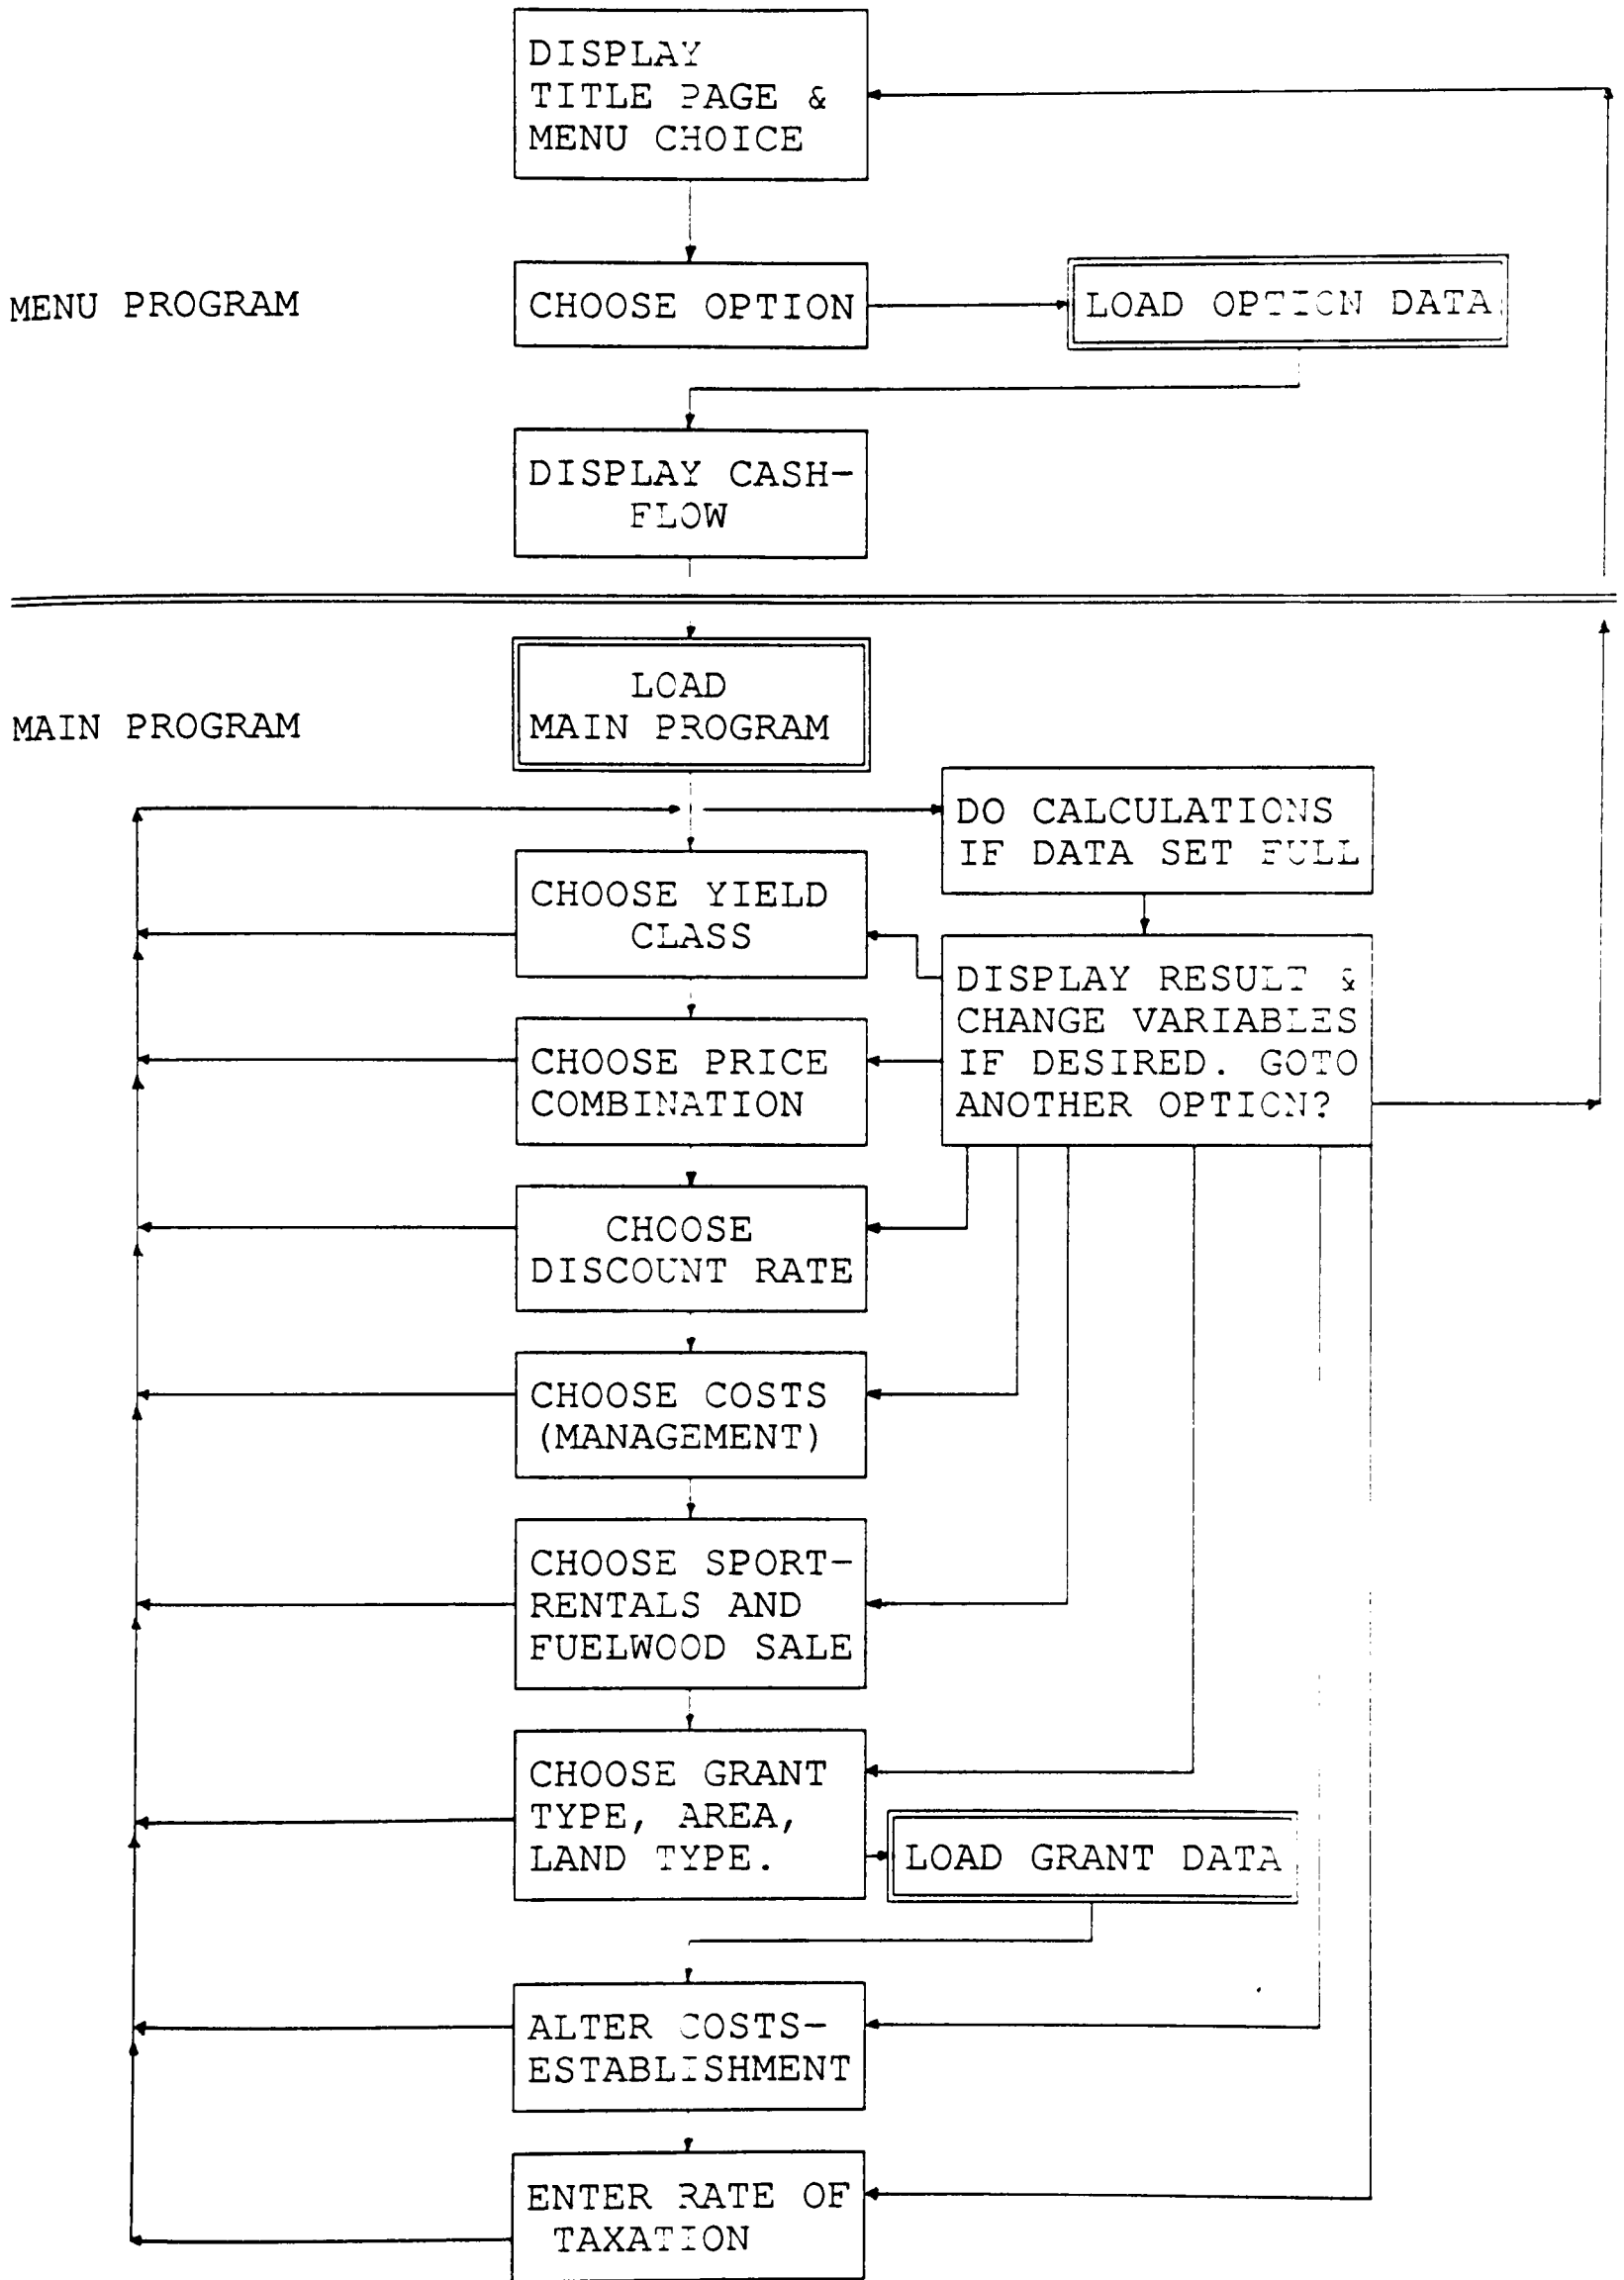 DISPLAY
TITLE PAGE &
MENU CHOICE
MENU PROGRAM
CHOOSE OPTION
LOAD OPTION DATA
DISPLAY CASH-
FLOW
LOAD
MAIN PROGRAM
MAIN PROGRAM
DO CALCULATIONS
IF DATA SET FULL
CHOOSE YIELD
CLASS
DISPLAY RESULT &
CHANGE VARIABLES
IF DESIRED. GOTO
ANOTHER OPTION?
CHOOSE PRICE
COMBINATION
CHOOSE
DISCOUNT RATE
CHOOSE COSTS
(MANAGEMENT)
CHOOSE SPORT-
RENTALS AND
FUELWOOD SALE
CHOOSE GRANT
TYPE, AREA,
LAND TYPE.
LOAD GRANT DATA
ALTER COSTS-
ESTABLISHMENT
ENTER RATE OF
TAXATION